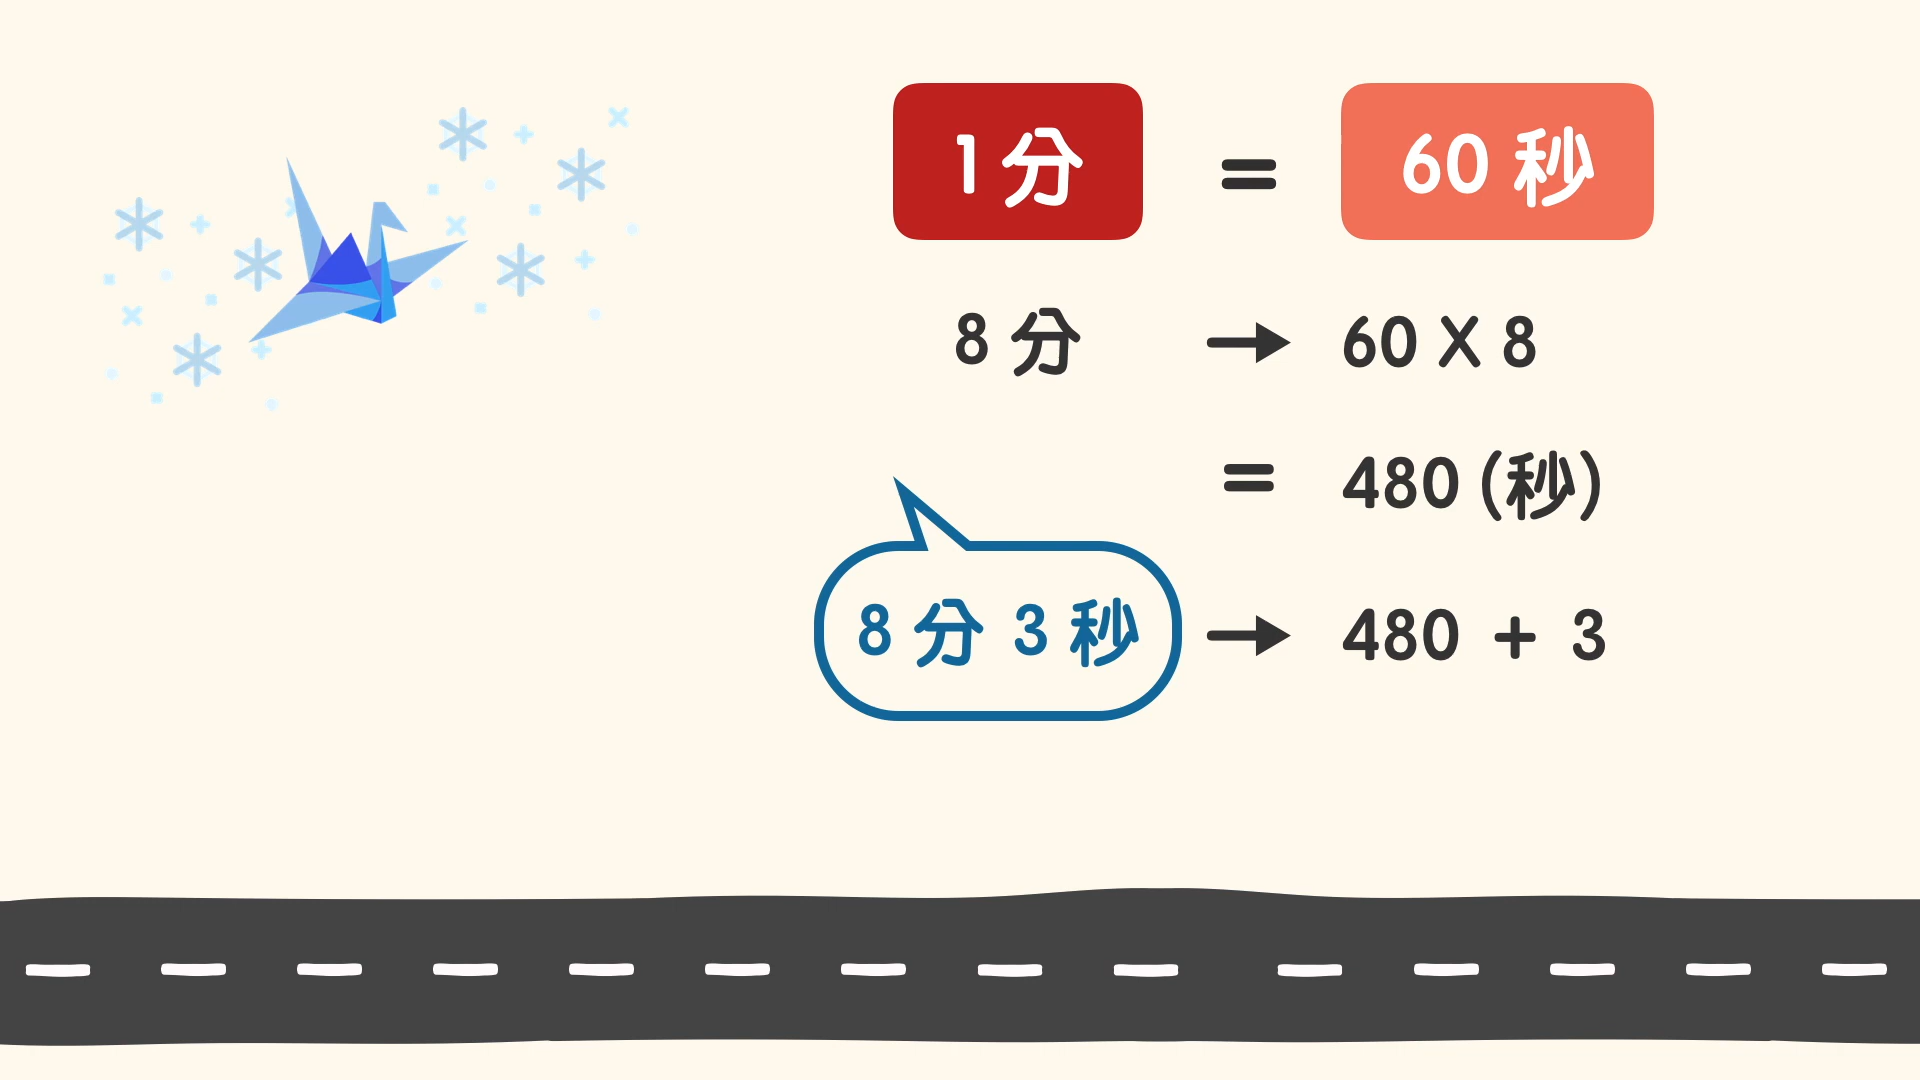 1分 = 60 秒
8 分 → 60 X 8
= 480 (秒)
8 分 3 秒 → 480 + 3